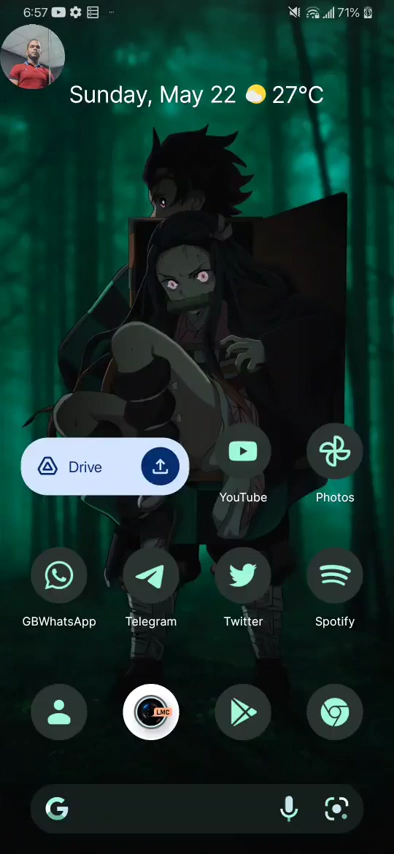 6:57
71%
Sunday, May 22 27°C
Drive
YouTube
Photos
GBWhatsApp
Telegram
Twitter
Spotify
LMC
G